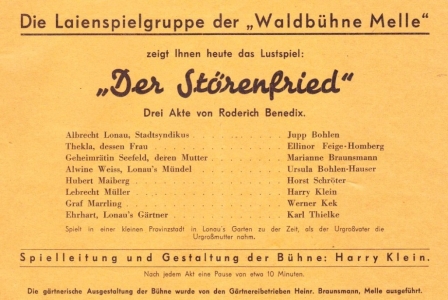 Die Laienspielgruppe der „Waldbühne Melle“
zeigt Ihnen heute das Lustspiel:
„Der Störenfried“
Drei Akte von Roderich Benedix.
Albrecht Lonau, Stadtsyndikus . . . . . . . . Jupp Bohlen
Thekla, dessen Frau . . . . . . . . Ellinor Feige-Homberg
Geheimrätin Seefeld, deren Mutter . . . . . . . . Marianne Braunsmann
Alwine Weiss, Lonau's Mündel . . . . . . . . Ursula Bohlen-Hauser
Hubert Maiberg . . . . . . . . Horst Schröter
Lebrecht Müller . . . . . . . . Harry Klein
Graf Marrling . . . . . . . . Werner Kek
Ehrhart, Lonau's Gärtner . . . . . . . . Karl Thielke
Spielt in einer kleinen Provinzstadt in Lonau's Garten zu der Zeit, als der Urgroßvater die
Urgroßmutter nahm.
Spielleitung und Gestaltung der Bühne: Harry Klein.
Nach jedem Akt eine Pause von etwa 10 Minuten.
Die gärtnerische Ausgestaltung der Bühne wurde von den Gärtnereibetrieben Heinr. Braunsmann, Melle ausgeführt.